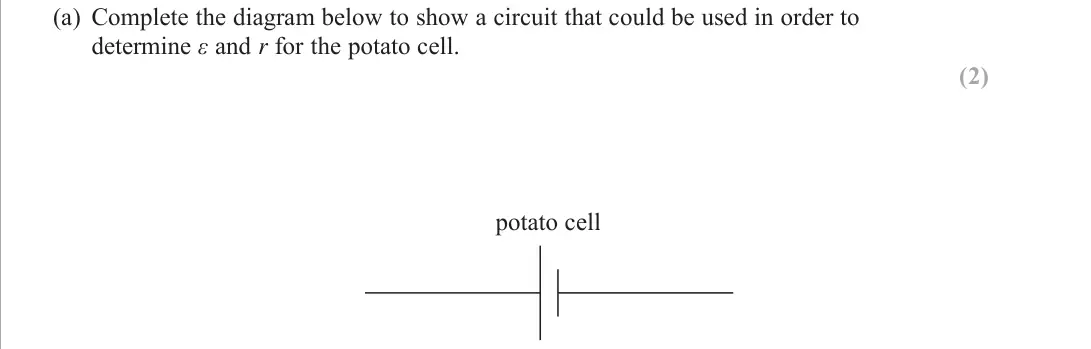 (a) Complete the diagram below to show a circuit that could be used in order to
determine ε and r for the potato cell.
(2)
potato cell